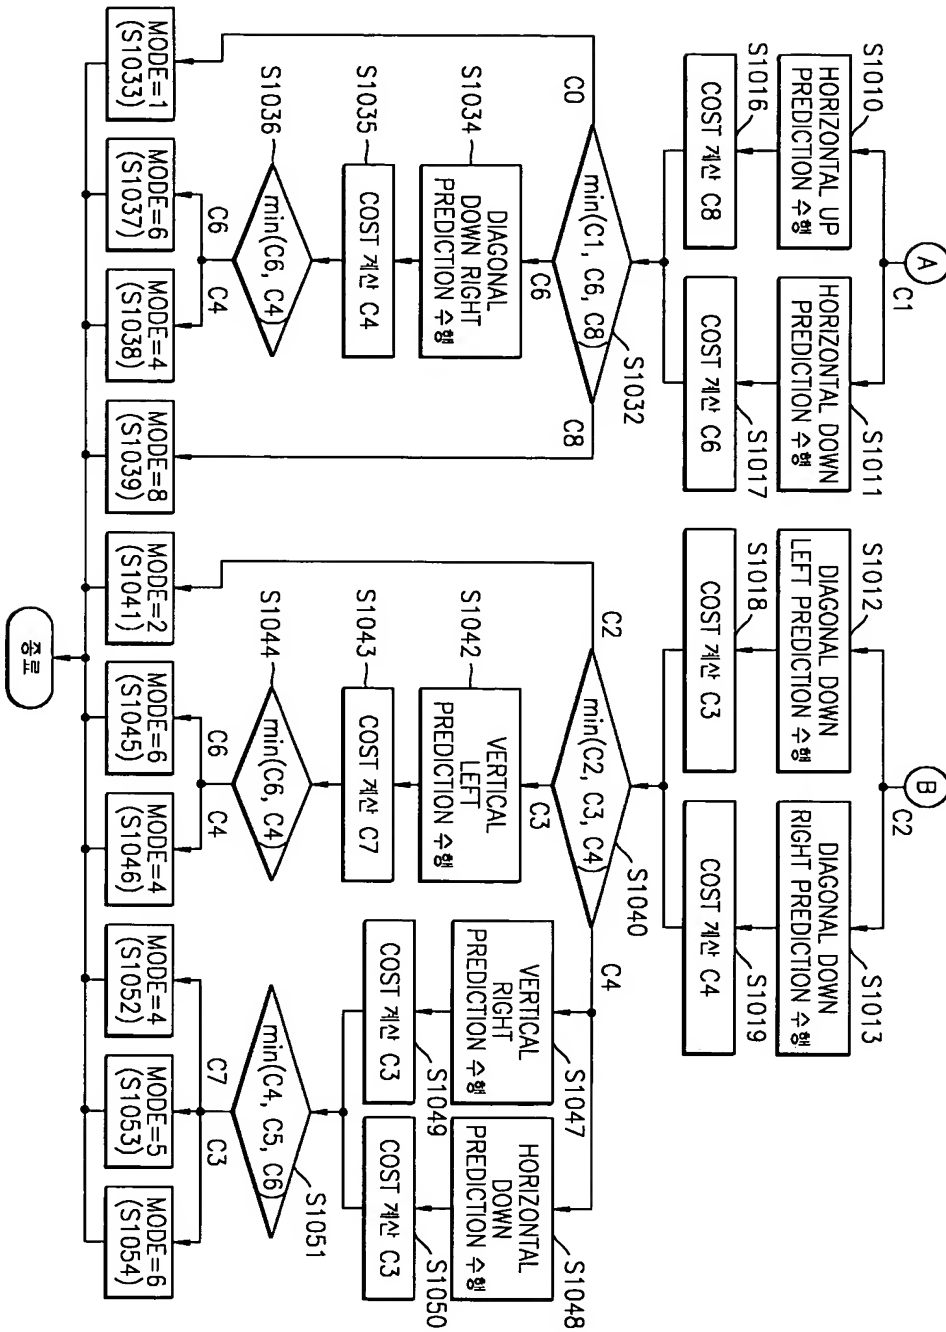 A
C1
S1010
HORIZONTAL UP
PREDICTION 수행
HORIZONTAL DOWN
PREDICTION 수행
S1011
S1016
COST 계산 C8
COST 계산 C6
S1017
min(C1, C6, C8)
S1032
C0
C6
C8
S1034
DIAGONAL
DOWN RIGHT
PREDICTION 수행
S1035
COST 계산 C4
S1036
min(C6, C4)
C6
C4
MODE=1
(S1033)
MODE=6
(S1037)
MODE=4
(S1038)
MODE=8
(S1039)
B
C2
S1012
DIAGONAL DOWN
LEFT PREDICTION 수행
DIAGONAL DOWN
RIGHT PREDICTION 수행
S1013
S1018
COST 계산 C3
COST 계산 C4
S1019
min(C2, C3, C4)
S1040
C2
C3
C4
S1042
VERTICAL
LEFT
PREDICTION 수행
S1043
COST 계산 C7
S1044
min(C6, C4)
C6
C4
MODE=2
(S1041)
MODE=6
(S1045)
MODE=4
(S1046)
VERTICAL
RIGHT
PREDICTION 수행
S1047
HORIZONTAL
DOWN
PREDICTION 수행
S1048
COST 계산 C3
S1049
COST 계산 C3
S1050
min(C4, C5, C6)
S1051
C7
C3
MODE=4
(S1052)
MODE=5
(S1053)
MODE=6
(S1054)
종료